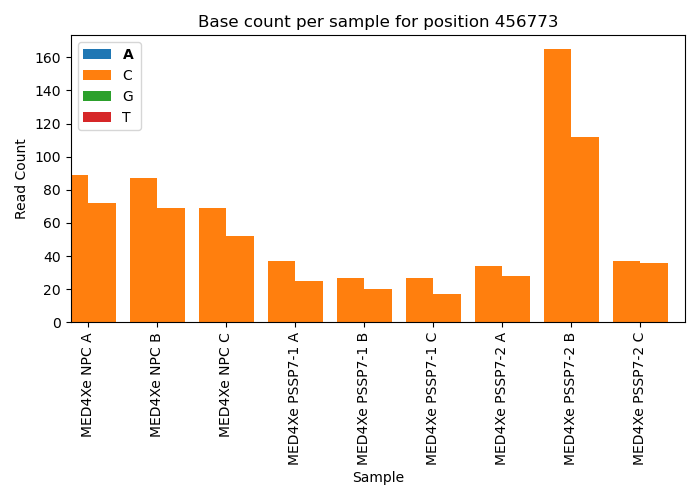 Base count per sample for position 456773
A
C
G
T
160
140
120
100
80
60
40
20
0
Read Count
MED4Xe NPC A
MED4Xe NPC B
MED4Xe NPC C
MED4Xe PSSP7-1 A
MED4Xe PSSP7-1 B
MED4Xe PSSP7-1 C
MED4Xe PSSP7-2 A
MED4Xe PSSP7-2 B
MED4Xe PSSP7-2 C
Sample